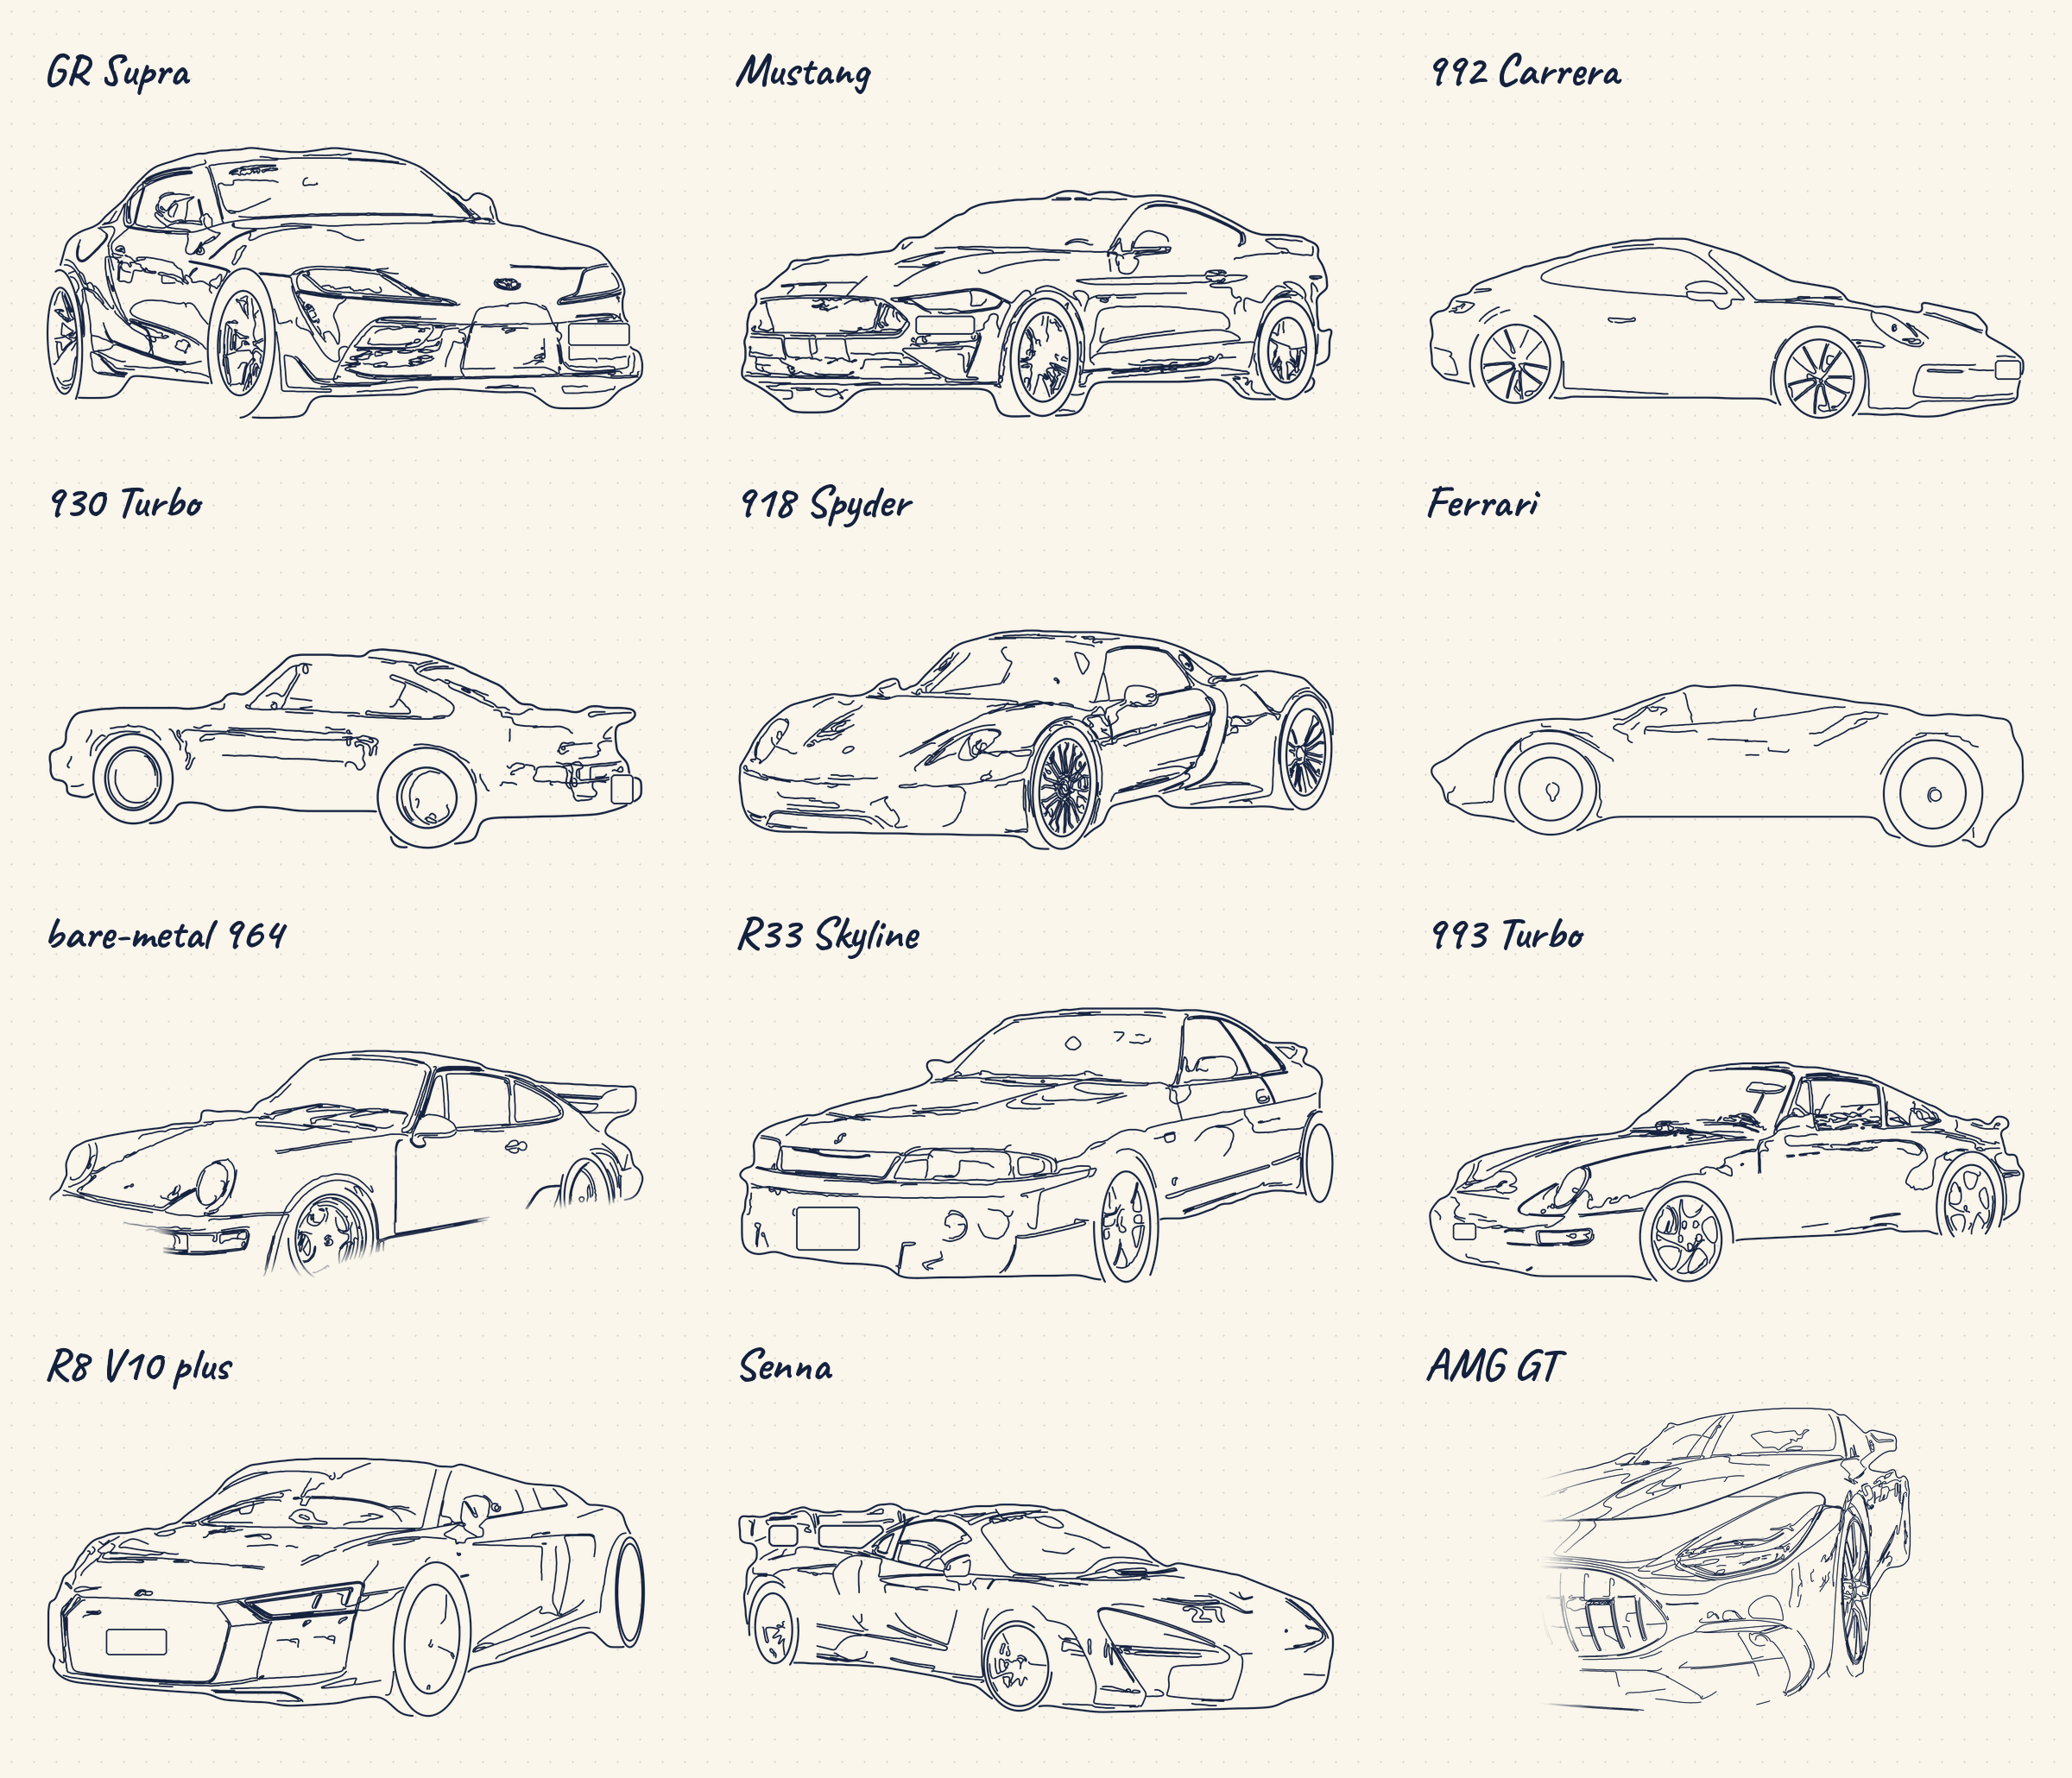 GR Supra
Mustang
992 Carrera
930 Turbo
918 Spyder
Ferrari
bare-metal 964
R33 Skyline
993 Turbo
R8 V10 plus
Senna
AMG GT